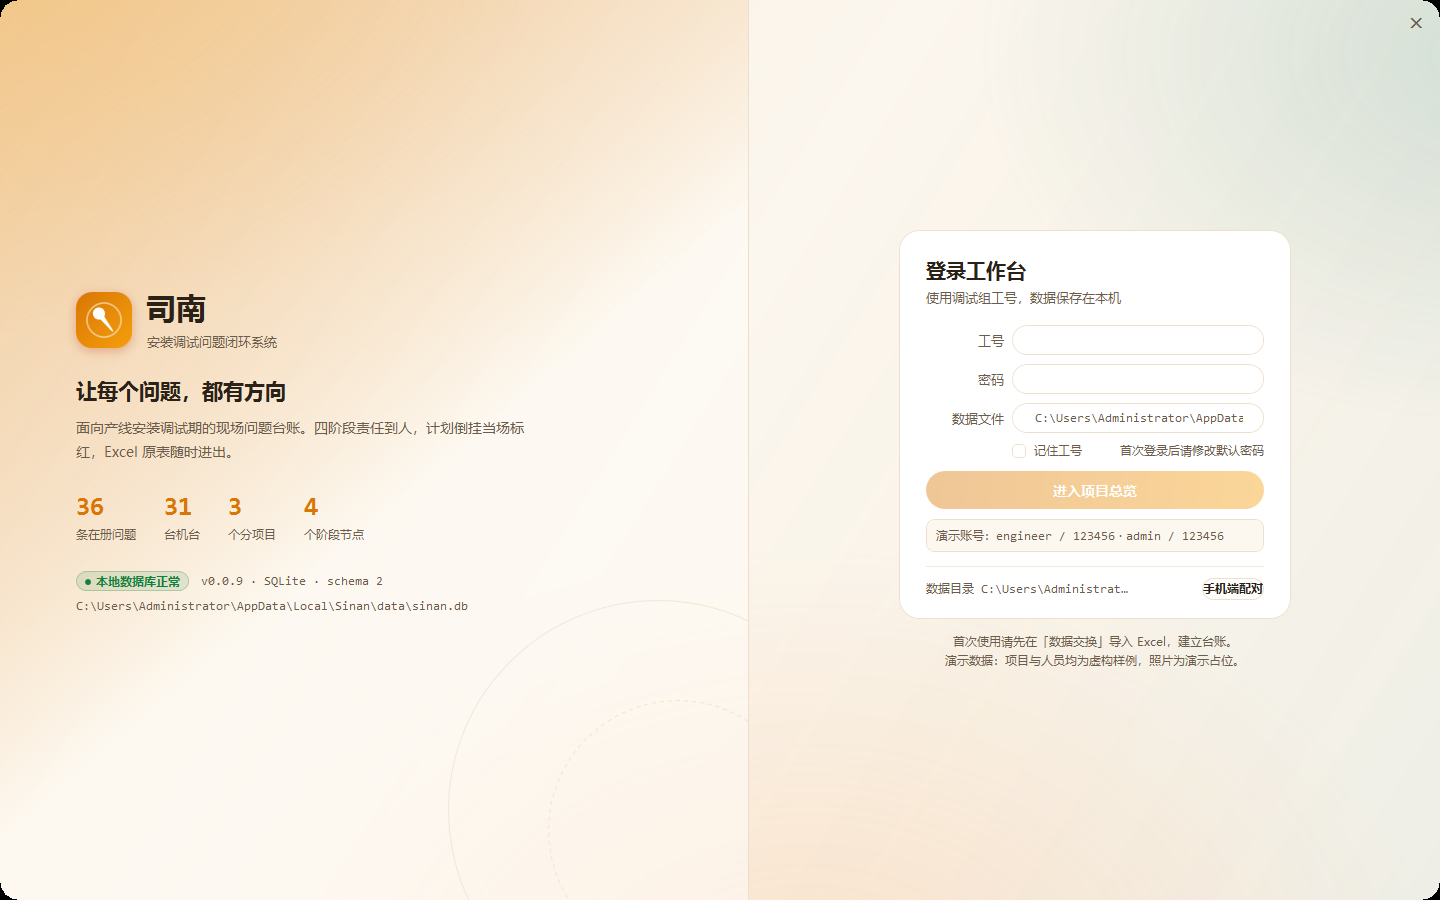 司南
安装调试问题闭环系统
让每个问题，都有方向
面向产线安装调试期的现场问题台账。四阶段责任到人，计划倒挂当场标
红，Excel 原表随时进出。
36 31 3 4
条在册问题 台机台 个分项目 个阶段节点
本地数据库正常 v0.0.9 · SQLite · schema 2
C:\Users\Administrator\AppData\Local\Sinan\data\sinan.db
登录工作台
使用调试组工号，数据保存在本机
工号
密码
数据文件 C:\Users\Administrator\AppData
记住工号 首次登录后请修改默认密码
进入项目总览
演示账号: engineer / 123456 · admin / 123456
数据目录 C:\Users\Administrat… 手机端配对
首次使用请先在「数据交换」导入 Excel，建立台账。
演示数据：项目与人员均为虚构样例，照片为演示占位。